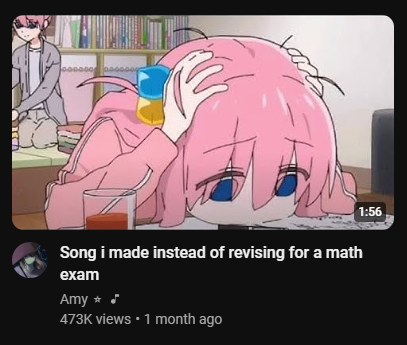 1:56
Song i made instead of revising for a math
exam
Amy ⭐ 🎵
473K views • 1 month ago